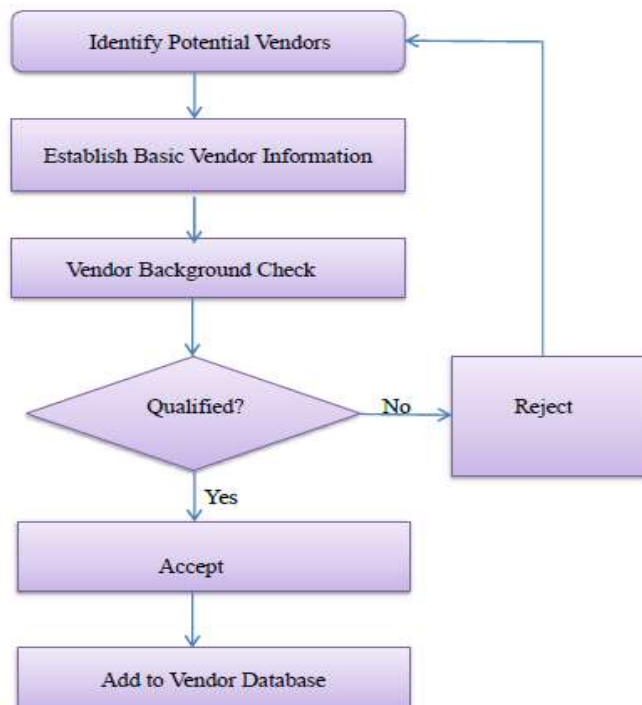 Identify Potential Vendors
Establish Basic Vendor Information
Vendor Background Check
Qualified?
No
Reject
Yes
Accept
Add to Vendor Database